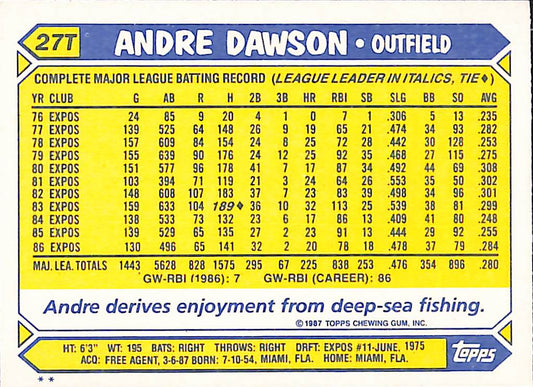 27T
ANDRE DAWSON • OUTFIELD
COMPLETE MAJOR LEAGUE BATTING RECORD (LEAGUE LEADER IN ITALICS, TIE♦)
YR CLUB G AB R H 2B 3B HR RBI SB SLG BB SO AVG
76 EXPOS 24 85 9 20 4 1 0 7 1 .306 5 13 .235
77 EXPOS 139 525 64 148 26 9 19 65 21 .474 34 93 .282
78 EXPOS 157 609 84 154 24 8 25 72 28 .442 30 128 .253
79 EXPOS 155 639 90 176 24 12 25 92 35 .468 27 115 .275
80 EXPOS 151 577 96 178 41 7 17 87 34 .492 44 69 .308
81 EXPOS 103 394 71 119 21 3 24 64 26 .553 35 50 .302
82 EXPOS 148 608 107 183 37 7 23 83 39 .498 34 96 .301
83 EXPOS 159 633 104 189♦ 36 10 32 113 25 .539 38 81 .299
84 EXPOS 138 533 73 132 23 6 17 86 13 .409 41 80 .248
85 EXPOS 139 529 65 135 27 2 23 91 13 .444 29 92 .255
86 EXPOS 130 496 65 141 32 2 20 78 18 .478 37 79 .284
MAJ. LEA. TOTALS 1443 5628 828 1575 295 67 225 838 253 .476 354 896 .280
GW-RBI (1986): 7 GW-RBI (CAREER): 86
Andre derives enjoyment from deep-sea fishing.
© 1987 TOPPS CHEWING GUM, INC.
HT: 6'3" WT: 195 BATS: RIGHT THROWS: RIGHT DRFT: EXPOS #11-JUNE, 1975
ACQ: FREE AGENT, 3-6-87 BORN: 7-10-54, MIAMI, FLA. HOME: MIAMI, FLA.
topps
**